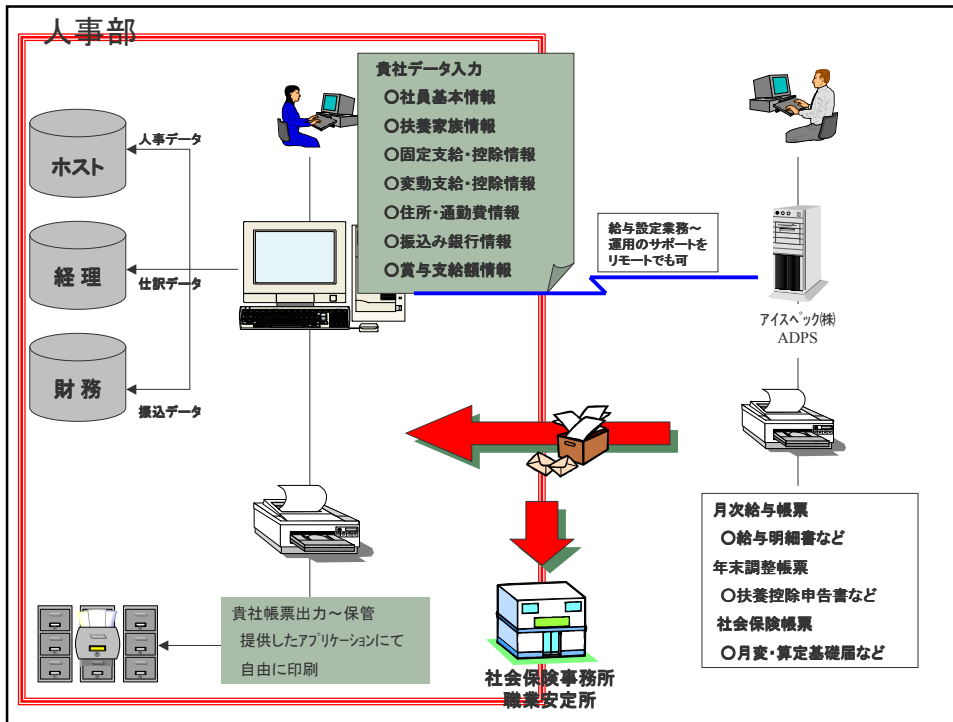 人事部
貴社データ入力
○社員基本情報
○扶養家族情報
○固定支給・控除情報
○変動支給・控除情報
○住所・通勤費情報
○振込み銀行情報
○賞与支給額情報
人事データ
ホスト
経理
仕訳データ
財務
振込データ
給与設定業務～
運用のサポートを
リモートでも可
アイスペック㈱
ADPS
月次給与帳票
○給与明細書など
年末調整帳票
○扶養控除申告書など
社会保険帳票
○月変・算定基礎届など
貴社帳票出力～保管
提供したアプリケーションにて
自由に印刷
社会保険事務所
職業安定所